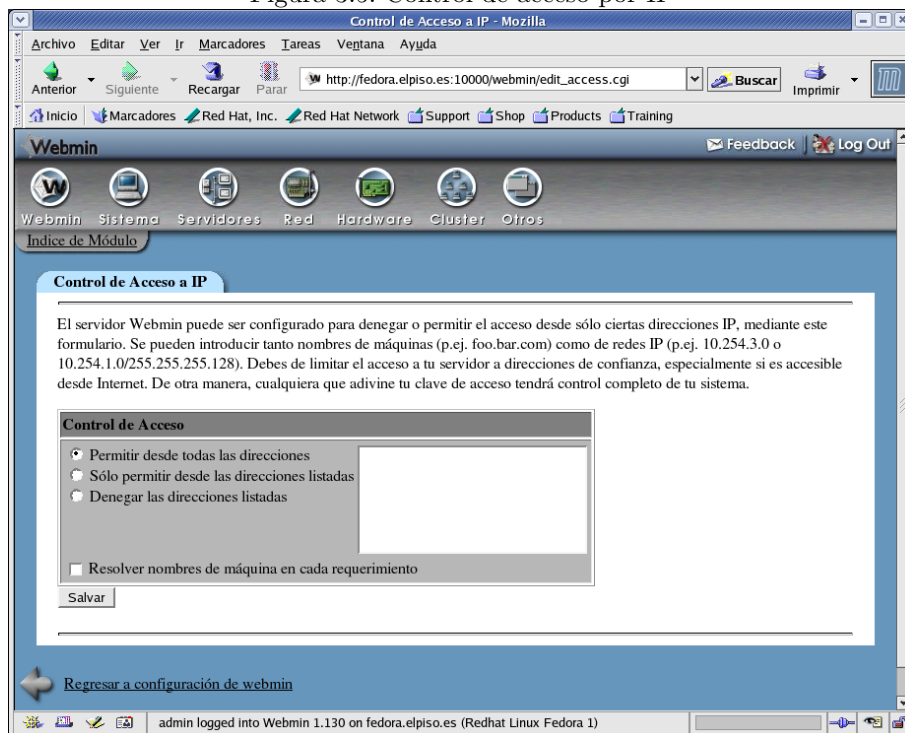 Figura 5.5: Control de acceso por IP
Control de Acceso a IP - Mozilla
Archivo Editar Ver Ir Marcadores Tareas Ventana Ayuda
Anterior Siguiente Recargar Parar http://fedora.elpiso.es:10000/webmin/edit_access.cgi Buscar Imprimir
Inicio Marcadores Red Hat, Inc. Red Hat Network Support Shop Products Training
Webmin Feedback Log Out
Webmin Sistema Servidores Red Hardware Cluster Otros
Indice de Módulo
Control de Acceso a IP
El servidor Webmin puede ser configurado para denegar o permitir el acceso desde sólo ciertas direcciones IP, mediante este
formulario. Se pueden introducir tanto nombres de máquinas (p.ej. foo.bar.com) como de redes IP (p.ej. 10.254.3.0 o
10.254.1.0/255.255.255.128). Debes de limitar el acceso a tu servidor a direcciones de confianza, especialmente si es accesible
desde Internet. De otra manera, cualquiera que adivine tu clave de acceso tendrá control completo de tu sistema.
Control de Acceso
Permitir desde todas las direcciones
Sólo permitir desde las direcciones listadas
Denegar las direcciones listadas
Resolver nombres de máquina en cada requerimiento
Salvar
Regresar a configuración de webmin
admin logged into Webmin 1.130 on fedora.elpiso.es (Redhat Linux Fedora 1)